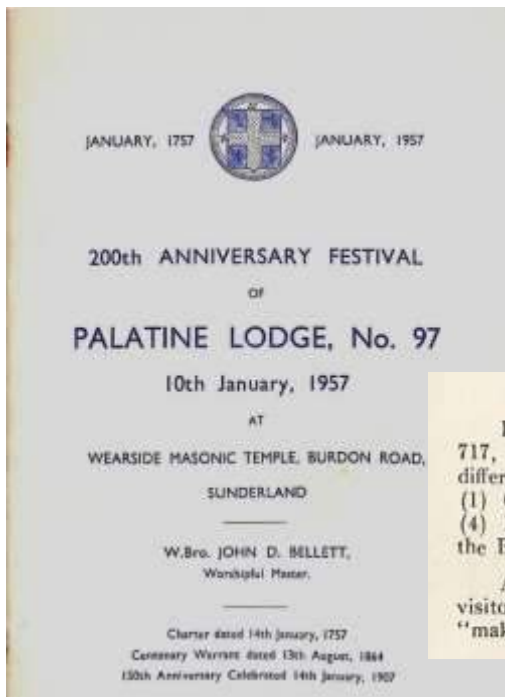 JANUARY, 1757 JANUARY, 1957
200th ANNIVERSARY FESTIVAL
OF
PALATINE LODGE, No. 97
10th January, 1957
AT
WEARSIDE MASONIC TEMPLE, BURDON ROAD,
SUNDERLAND
W.Bro. JOHN D. BELLETT,
Worshipful Master.
Charter dated 14th January, 1757
Centenary Warrant dated 13th August, 1864
150th Anniversary Celebrated 14th January, 1907
717,
differ
(1)
(4)
the
visito
"mak